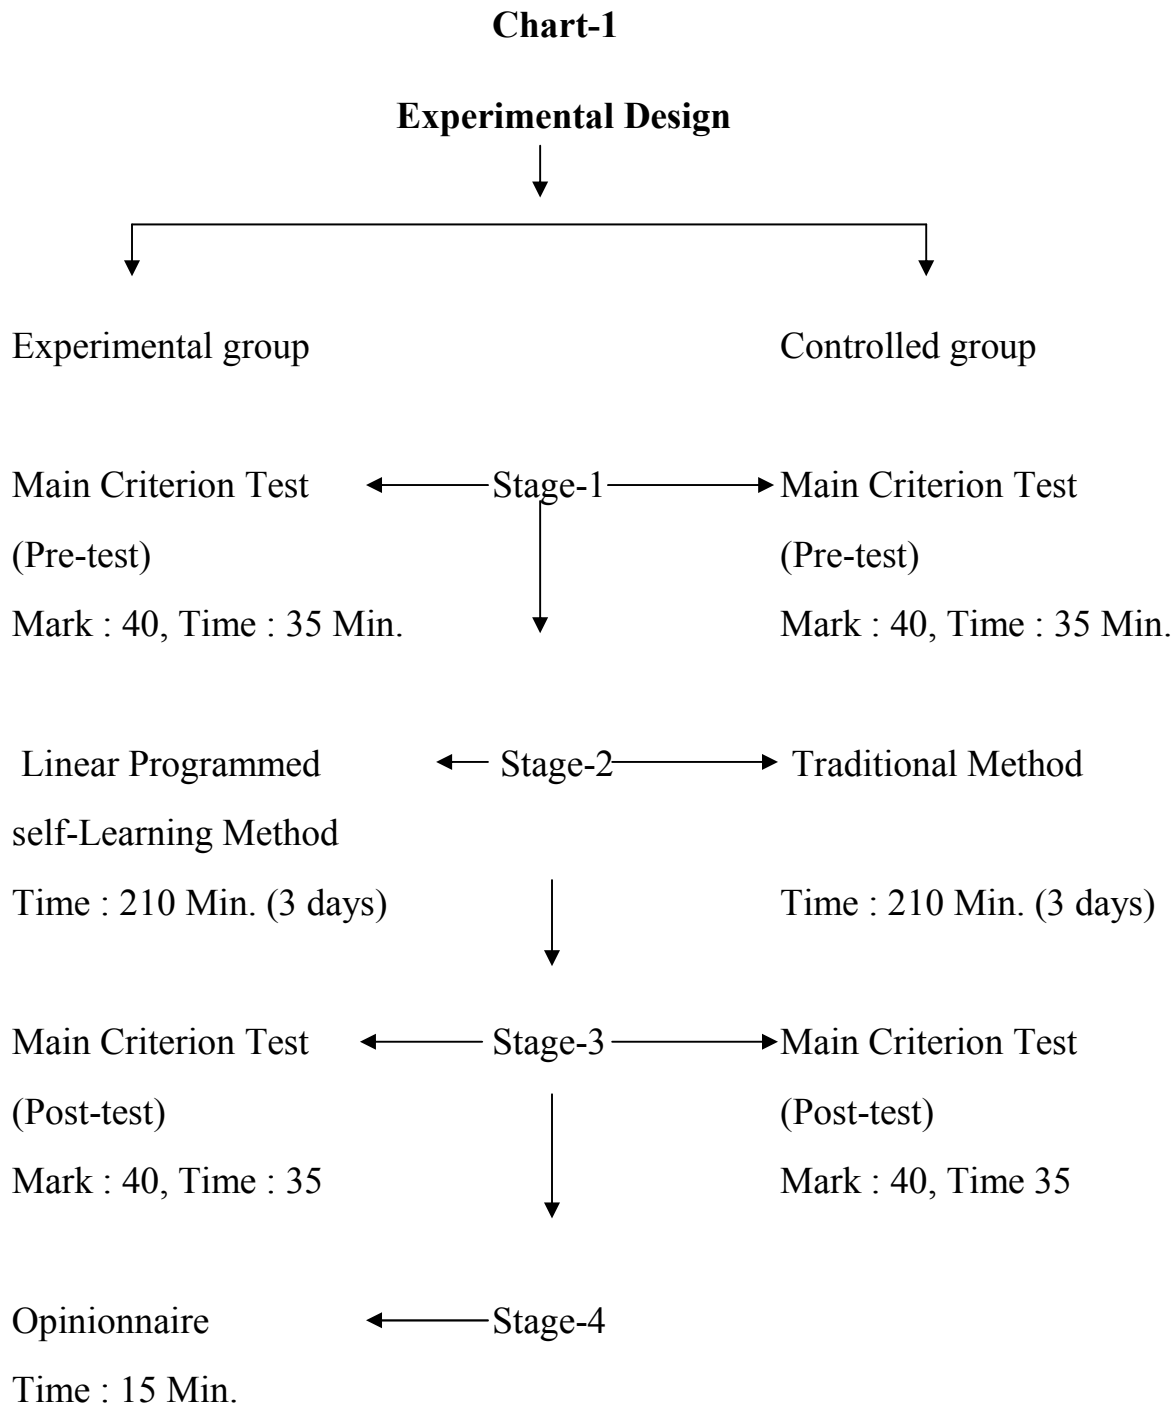 Chart-1
Experimental Design
Experimental group Controlled group
Main Criterion Test Stage-1 Main Criterion Test
(Pre-test) (Pre-test)
Mark : 40, Time : 35 Min. Mark : 40, Time : 35 Min.
Linear Programmed Stage-2 Traditional Method
self-Learning Method
Time : 210 Min. (3 days) Time : 210 Min. (3 days)
Main Criterion Test Stage-3 Main Criterion Test
(Post-test) (Post-test)
Mark : 40, Time : 35 Mark : 40, Time 35
Opinionnaire Stage-4
Time : 15 Min.